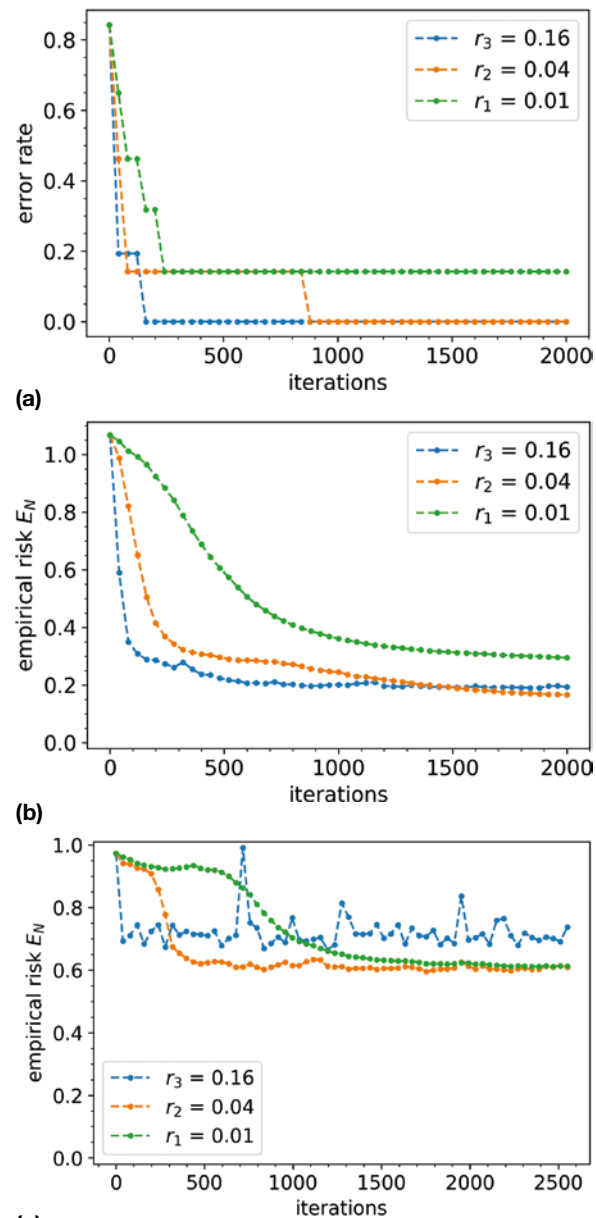 0.8
0.6
0.4
0.2
0.0
error rate
r3 = 0.16
r2 = 0.04
r1 = 0.01
0 500 1000 1500 2000
iterations
(a)
1.0
0.8
0.6
0.4
0.2
0.0
empirical risk EN
r3 = 0.16
r2 = 0.04
r1 = 0.01
0 500 1000 1500 2000
iterations
(b)
1.0
0.8
0.6
0.4
0.2
0.0
empirical risk EN
r3 = 0.16
r2 = 0.04
r1 = 0.01
0 500 1000 1500 2000 2500
iterations